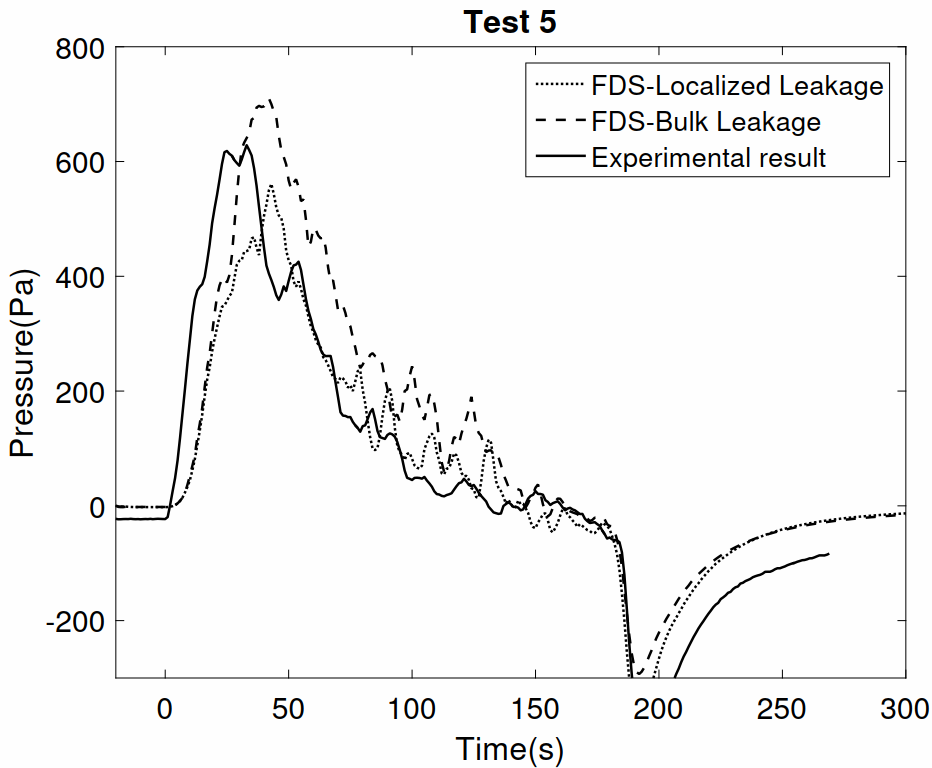 Test 5
800
600
400
200
0
-200
Pressure(Pa)
FDS-Localized Leakage
FDS-Bulk Leakage
Experimental result
0 50 100 150 200 250 300
Time(s)